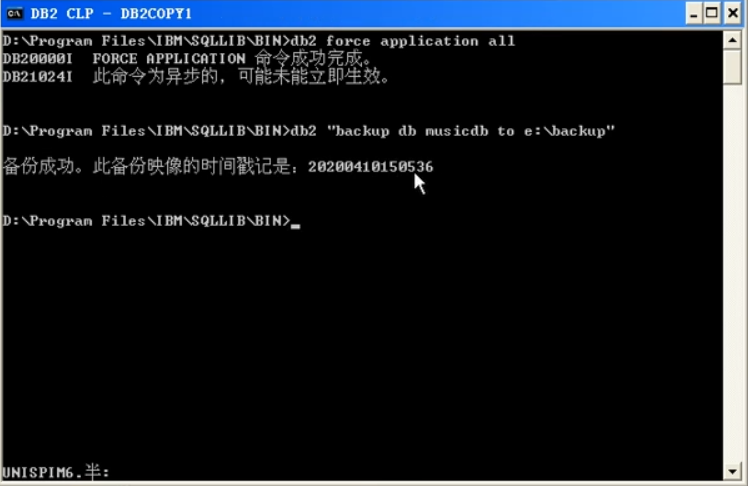 DB2 CLP - DB2COPY1
D:\Program Files\IBM\SQLLIB\BIN>db2 force application all
DB20000I  FORCE APPLICATION 命令成功完成。
DB21024I  此命令为异步的，可能未能立即生效。
D:\Program Files\IBM\SQLLIB\BIN>db2 "backup db musicdb to e:\backup"
备份成功。此备份映像的时间戳记是：20200410150536
D:\Program Files\IBM\SQLLIB\BIN>_
UNISPIM6.半: